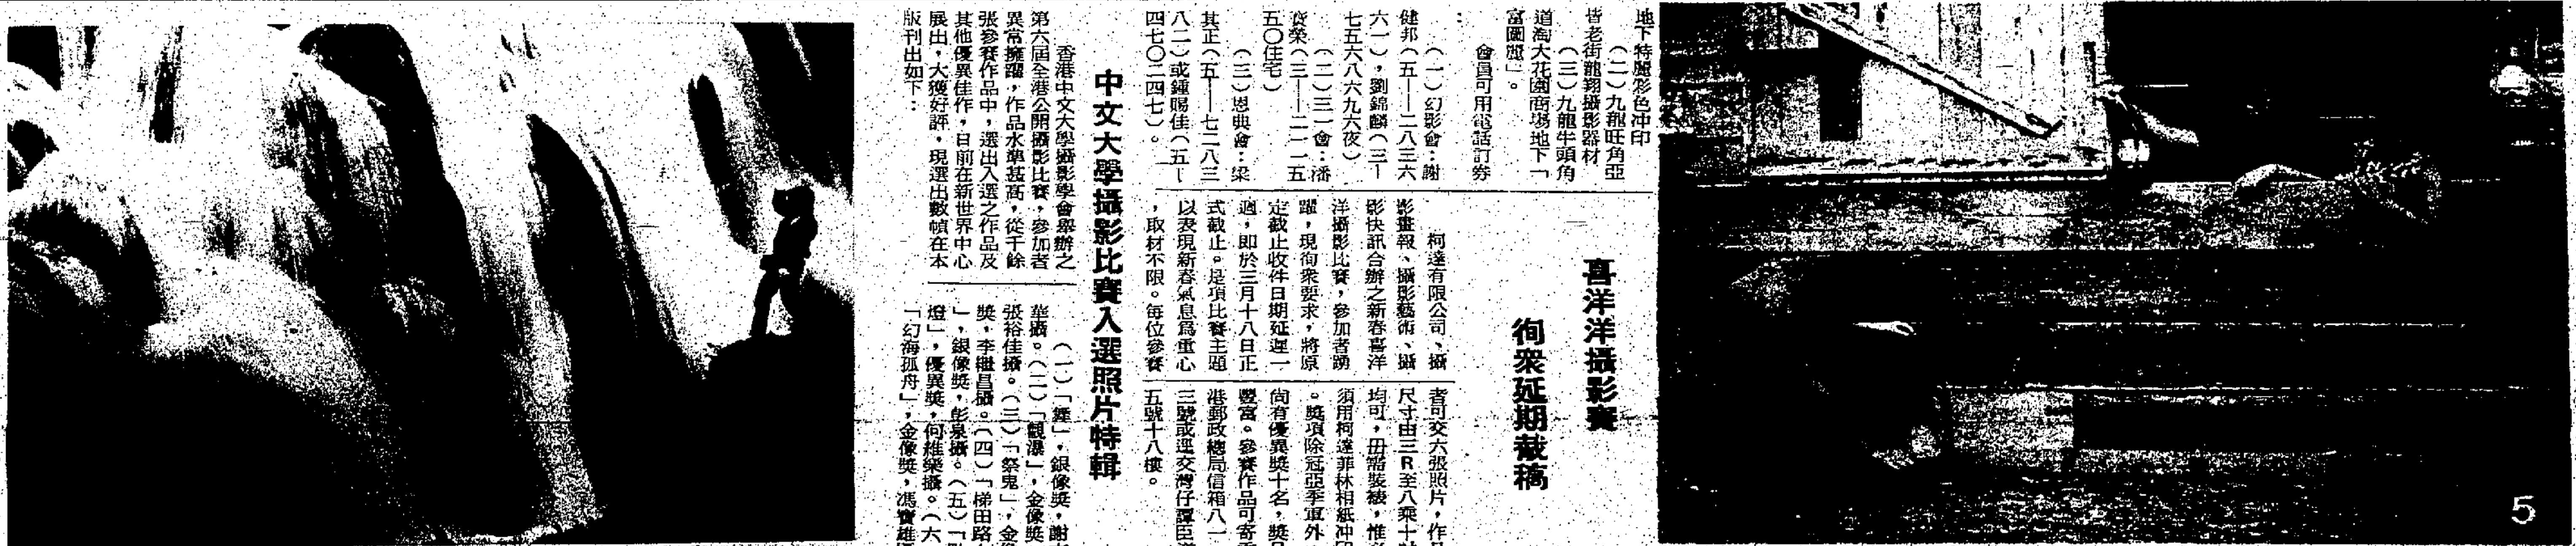 地下特麗彩色冲印
（二）九龍旺角亞
皆老街龍翔攝影器材
（三）九龍牛頭角
道淘大花園商塲地下「
富圖麗」。
會員可用電話訂券
：
（一）幻影會：謝
健邦（五—二八三六
六一），劉錦麟（三—
七五六八六九六夜）
（二）三一會：潘
榮（三—二一一五
五〇住宅）
（三）恩典會：梁
其正（五—七二八三
八二）或鍾賜佳（五—
四七〇二四七）。
喜洋洋攝影賽
徇衆延期截稿
柯達有限公司、攝
影畫報、攝影藝術、攝
影快訊合辦之新春喜洋
洋攝影比賽，參加者踴
躍，現徇衆要求，將原
定截止收件日期延遲一
週，即於三月十八日正
式截止。是項比賽主題
以表現新春氣息爲重心
，取材不限。每位參賽
者可交六張照片，作
尺寸由三R至八乘十
均可，毋需裝裱，惟
須用柯達菲林相紙冲
。獎項除冠亞季軍外
尚有優異獎十名，獎
豐富。參賽作品可寄
港郵政總局信箱八一
三號或逕交灣仔譚臣
五號十八樓。
中文大學攝影比賽入選照片特輯
香港中文大學攝影學會舉辦之
第六屆全港公開攝影比賽，參加者
異常擁躍，作品水準甚高，從千餘
張參賽作品中，選出入選之作品及
其他優異佳作，日前在新世界中心
展出，大獲好評，現選出數幀在本
版刊出如下：
（一）「煙」，銀像獎，謝
華攝。（二）「觀瀑」，金像獎
張裕佳攝。（三）「祭鬼」，金
獎，李繼昌攝。（四）「梯田路
」，銀像獎，彭泉攝。（五）「
燈」，優異獎，何維樂攝。（六
「幻海孤舟」，金像獎，馮寶雄
5